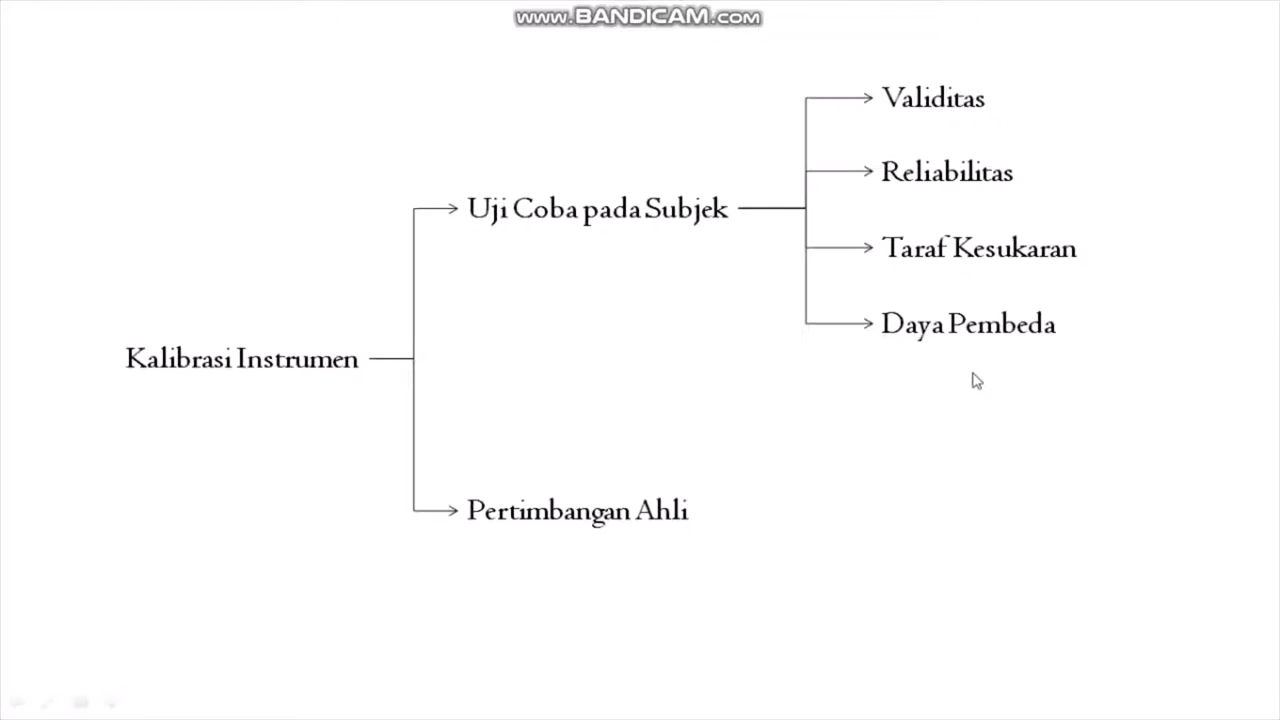 www.BANDICAM.com
Validitas
Reliabilitas
Uji Coba pada Subjek
Taraf Kesukaran
Daya Pembeda
Kalibrasi Instrumen
Pertimbangan Ahli